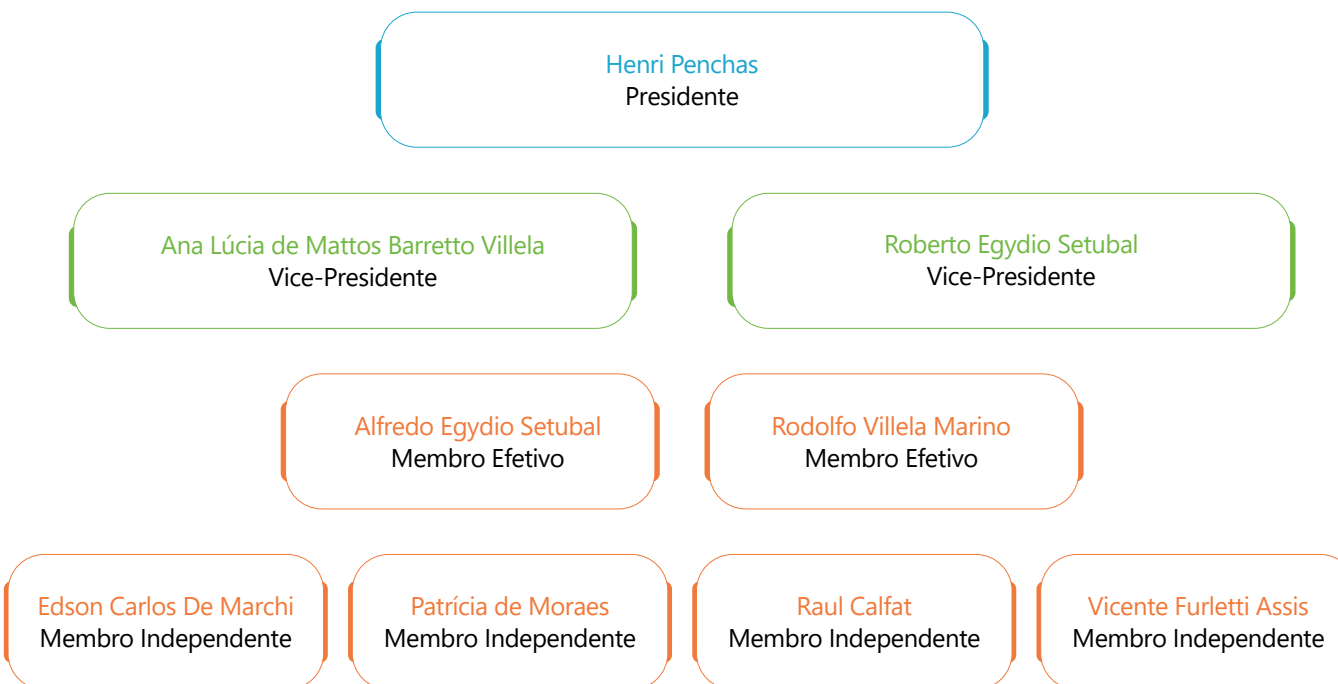 Henri Penchas
Presidente
Ana Lúcia de Mattos Barretto Villela
Vice-Presidente
Roberto Egydio Setubal
Vice-Presidente
Alfredo Egydio Setubal
Membro Efetivo
Rodolfo Villela Marino
Membro Efetivo
Edson Carlos De Marchi
Membro Independente
Patrícia de Moraes
Membro Independente
Raul Calfat
Membro Independente
Vicente Furletti Assis
Membro Independente